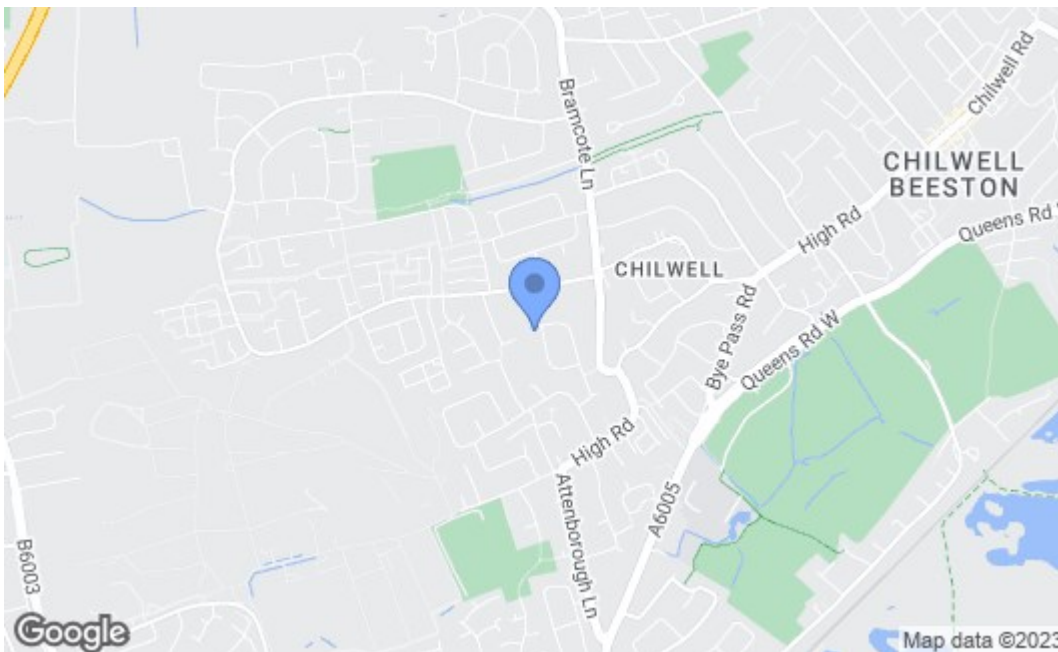 Bramcote Ln
Chilwell Rd
CHILWELL
BEESTON
High Rd
Queens Rd
CHILWELL
Bye Pass Rd
Queens Rd W
High Rd
A6005
Attenborough Ln
B6003
Google
Map data ©2023